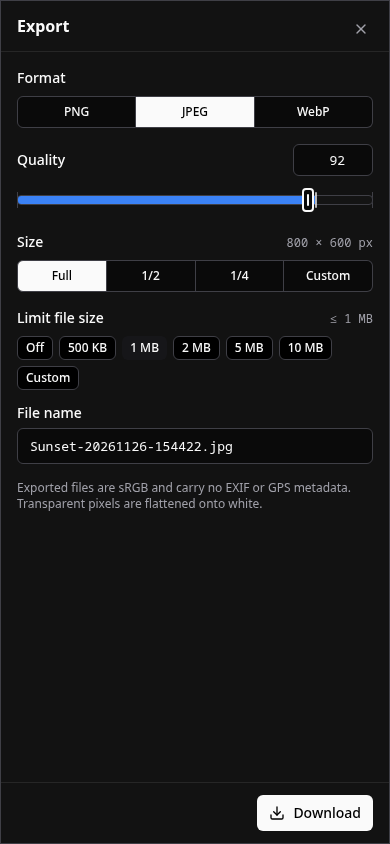 Export
Format
PNG JPEG WebP
Quality 92
Size 800 × 600 px
Full 1/2 1/4 Custom
Limit file size ≤ 1 MB
Off 500 KB 1 MB 2 MB 5 MB 10 MB
Custom
File name
Sunset-20261126-154422.jpg
Exported files are sRGB and carry no EXIF or GPS metadata.
Transparent pixels are flattened onto white.
Download